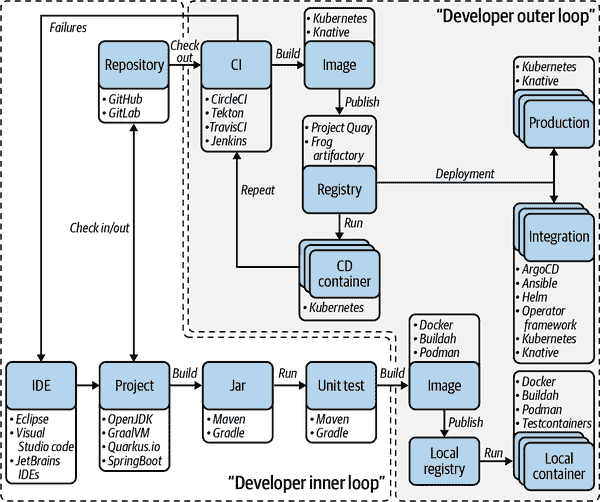 “Developer outer loop”
Failures
Check
out
Repository
• GitHub
• GitLab
CI
• CircleCI
• Tekton
• TravisCI
• Jenkins
Build
• Kubernetes
• Knative
Image
Publish
• Project Quay
• Frog
artifactory
Registry
Run
CD
container
• Kubernetes
Repeat
Deployment
• Kubernetes
• Knative
Production
Integration
• ArgoCD
• Ansible
• Helm
• Operator
framework
• Kubernetes
• Knative
Check in/out
IDE
• Eclipse
• Visual
Studio code
• JetBrains
IDEs
Project
• OpenJDK
• GraalVM
• Quarkus.io
• SpringBoot
Build
Jar
• Maven
• Gradle
Run
Unit test
• Maven
• Gradle
Build
• Docker
• Buildah
• Podman
Image
Publish
Local
registry
Run
• Docker
• Buildah
• Podman
• Testcontainers
Local
container
“Developer inner loop”